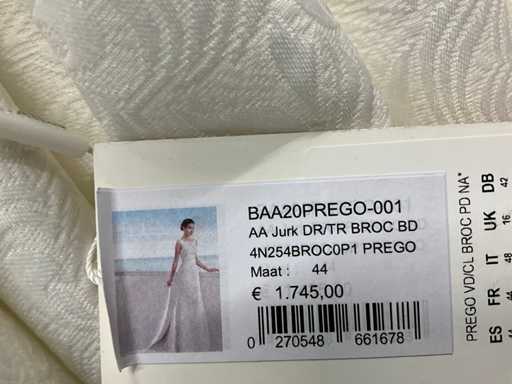 BAA20PREGO-001
AA Jurk DR/TR BROC BD
4N254BROC0P1 PREGO
Maat : 44
€ 1.745,00
0 270548 661678
PREGO VD/CL BROC PD NA*
ES FR IT UK DB
44 48 16 42